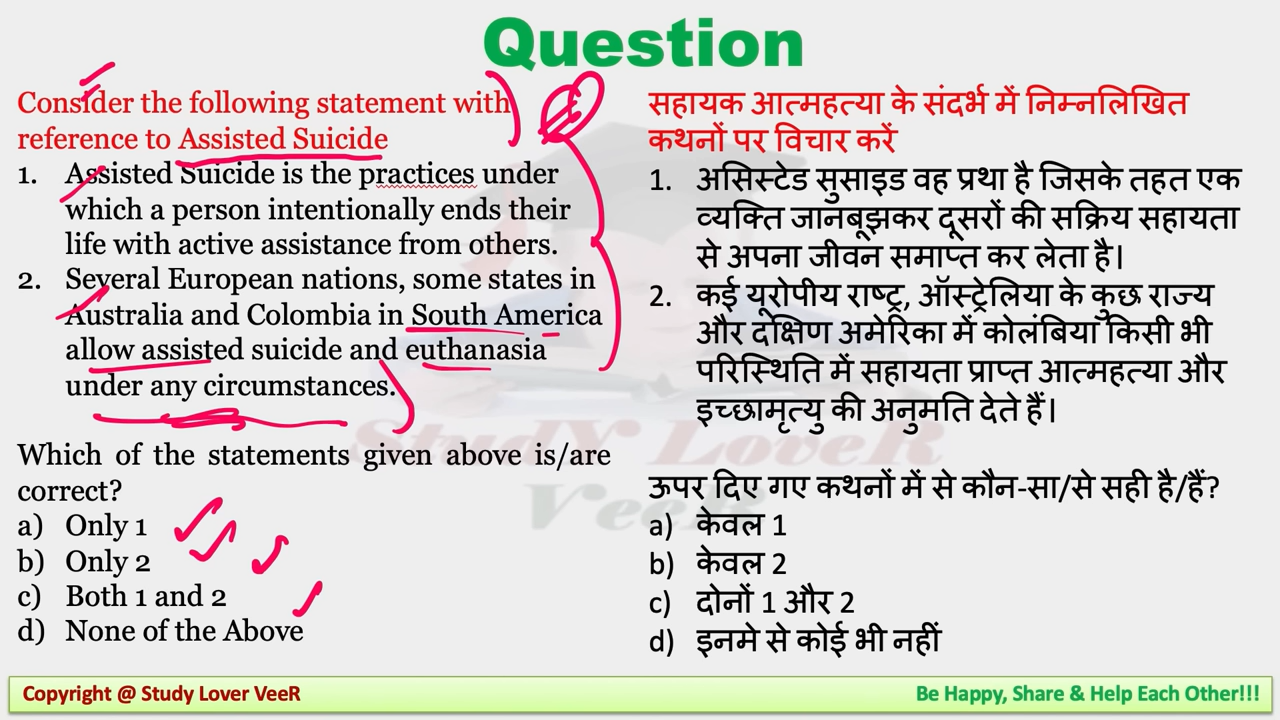 Question
Consider the following statement with
reference to Assisted Suicide
1. Assisted Suicide is the practices under
which a person intentionally ends their
life with active assistance from others.
2. Several European nations, some states in
Australia and Colombia in South America
allow assisted suicide and euthanasia
under any circumstances.
Which of the statements given above is/are
correct?
a) Only 1
b) Only 2
c) Both 1 and 2
d) None of the Above
सहायक आत्महत्या के संदर्भ में निम्नलिखित
कथनों पर विचार करें
1. असिस्टेड सुसाइड वह प्रथा है जिसके तहत एक
व्यक्ति जानबूझकर दूसरों की सक्रिय सहायता
से अपना जीवन समाप्त कर लेता है।
2. कई यूरोपीय राष्ट्र, ऑस्ट्रेलिया के कुछ राज्य
और दक्षिण अमेरिका में कोलंबिया किसी भी
परिस्थिति में सहायता प्राप्त आत्महत्या और
इच्छामृत्यु की अनुमति देते हैं।
ऊपर दिए गए कथनों में से कौन-सा/से सही है/हैं?
a) केवल 1
b) केवल 2
c) दोनों 1 और 2
d) इनमे से कोई भी नहीं
StudY LoveR
VeeR
Copyright @ Study Lover VeeR
Be Happy, Share & Help Each Other!!!